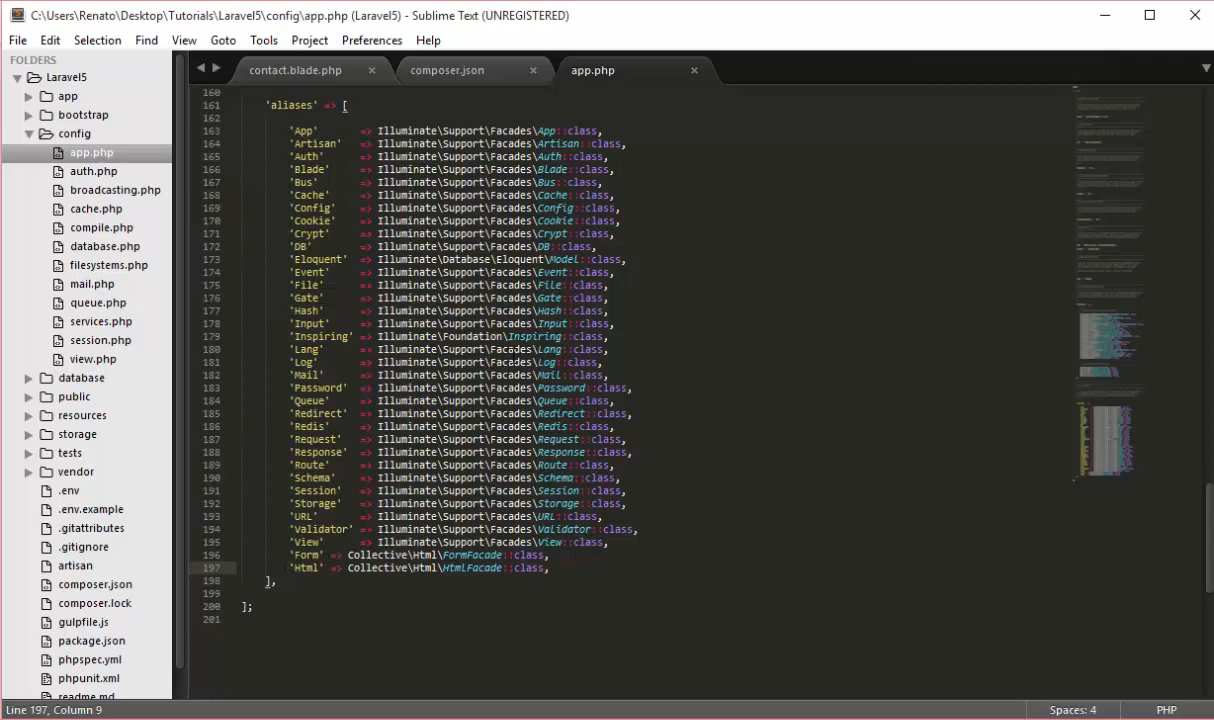 C:\Users\Renato\Desktop\Tutorials\Laravel5\config\app.php (Laravel5) - Sublime Text (UNREGISTERED)
File Edit Selection Find View Goto Tools Project Preferences Help
FOLDERS
Laravel5
app
bootstrap
config
app.php
auth.php
broadcasting.php
cache.php
compile.php
database.php
filesystems.php
mail.php
queue.php
services.php
session.php
view.php
database
public
resources
storage
tests
vendor
.env
.env.example
.gitattributes
.gitignore
artisan
composer.json
composer.lock
gulpfile.js
package.json
phpspec.yml
phpunit.xml
readme.md
contact.blade.php × composer.json × app.php ×
160
161 'aliases' => [
162
163 'App' => Illuminate\Support\Facades\App::class,
164 'Artisan' => Illuminate\Support\Facades\Artisan::class,
165 'Auth' => Illuminate\Support\Facades\Auth::class,
166 'Blade' => Illuminate\Support\Facades\Blade::class,
167 'Bus' => Illuminate\Support\Facades\Bus::class,
168 'Cache' => Illuminate\Support\Facades\Cache::class,
169 'Config' => Illuminate\Support\Facades\Config::class,
170 'Cookie' => Illuminate\Support\Facades\Cookie::class,
171 'Crypt' => Illuminate\Support\Facades\Crypt::class,
172 'DB' => Illuminate\Support\Facades\DB::class,
173 'Eloquent' => Illuminate\Database\Eloquent\Model::class,
174 'Event' => Illuminate\Support\Facades\Event::class,
175 'File' => Illuminate\Support\Facades\File::class,
176 'Gate' => Illuminate\Support\Facades\Gate::class,
177 'Hash' => Illuminate\Support\Facades\Hash::class,
178 'Input' => Illuminate\Support\Facades\Input::class,
179 'Inspiring' => Illuminate\Foundation\Inspiring::class,
180 'Lang' => Illuminate\Support\Facades\Lang::class,
181 'Log' => Illuminate\Support\Facades\Log::class,
182 'Mail' => Illuminate\Support\Facades\Mail::class,
183 'Password' => Illuminate\Support\Facades\Password::class,
184 'Queue' => Illuminate\Support\Facades\Queue::class,
185 'Redirect' => Illuminate\Support\Facades\Redirect::class,
186 'Redis' => Illuminate\Support\Facades\Redis::class,
187 'Request' => Illuminate\Support\Facades\Request::class,
188 'Response' => Illuminate\Support\Facades\Response::class,
189 'Route' => Illuminate\Support\Facades\Route::class,
190 'Schema' => Illuminate\Support\Facades\Schema::class,
191 'Session' => Illuminate\Support\Facades\Session::class,
192 'Storage' => Illuminate\Support\Facades\Storage::class,
193 'URL' => Illuminate\Support\Facades\URL::class,
194 'Validator' => Illuminate\Support\Facades\Validator::class,
195 'View' => Illuminate\Support\Facades\View::class,
196 'Form' => Collective\Html\FormFacade::class,
197 'Html' => Collective\Html\HtmlFacade::class,
198 ],
199
200 ];
201
Line 197, Column 9 Spaces: 4 PHP